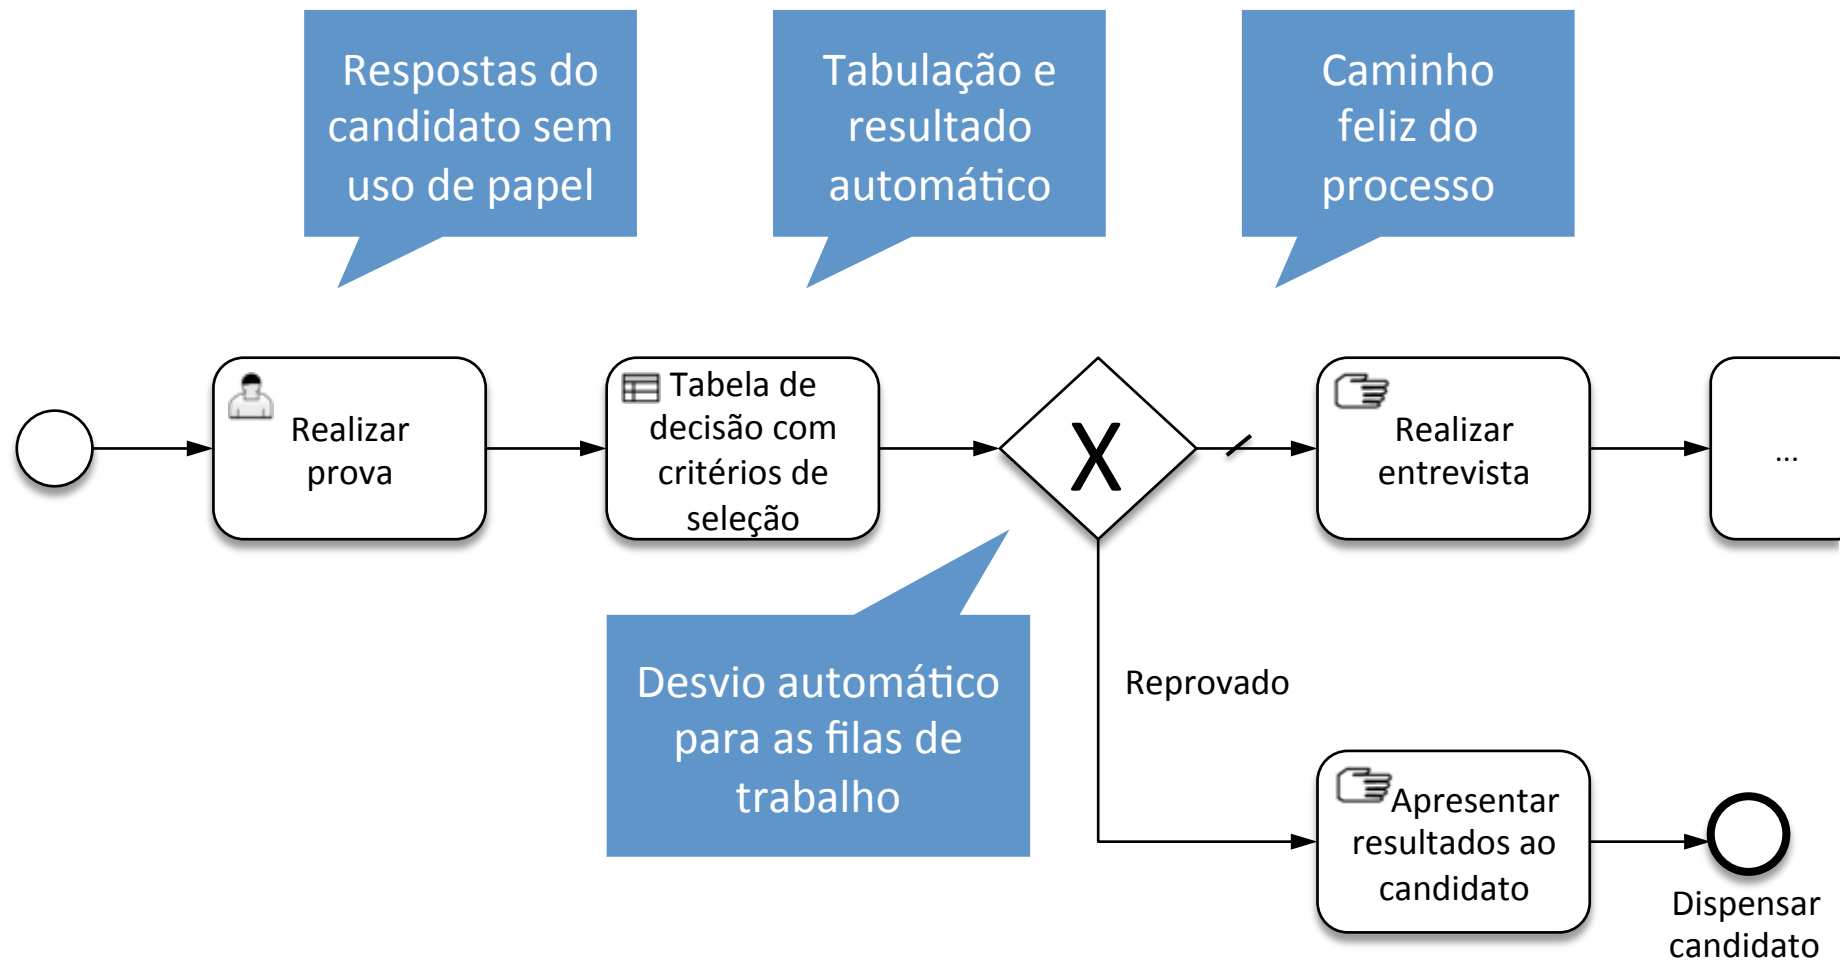 Respostas do
candidato sem
uso de papel
Tabulação e
resultado
automático
Caminho
feliz do
processo
Realizar
prova
Tabela de
decisão com
critérios de
seleção
X
Realizar
entrevista
...
Desvio automático
para as filas de
trabalho
Reprovado
Apresentar
resultados ao
candidato
Dispensar
candidato